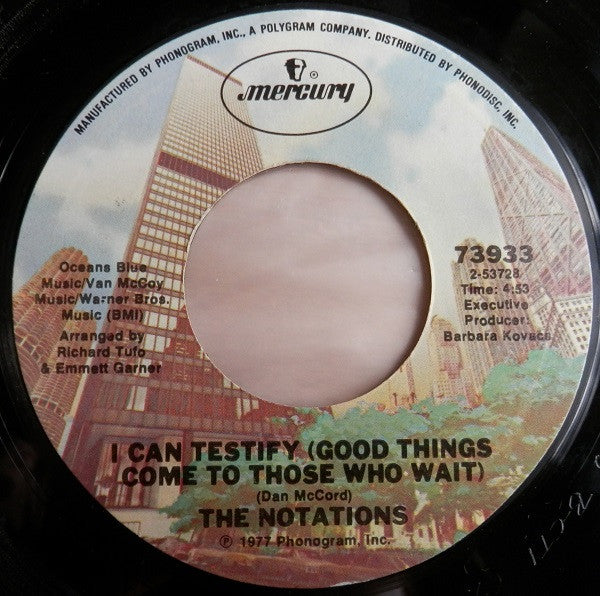 MANUFACTURED BY PHONOGRAM, INC., A POLYGRAM COMPANY. DISTRIBUTED BY PHONODISC, INC.
mercury
®
Oceans Blue
Music/Van McCoy
Music/Warner Bros.
Music (BMI)
Arranged by
Richard Tufo
& Emmett Garner
73933
2-53728
Time: 4:53
Executive
Producer:
Barbara Kovacs
I CAN TESTIFY (GOOD THINGS
COME TO THOSE WHO WAIT)
(Dan McCord)
THE NOTATIONS
℗ 1977 Phonogram, Inc.